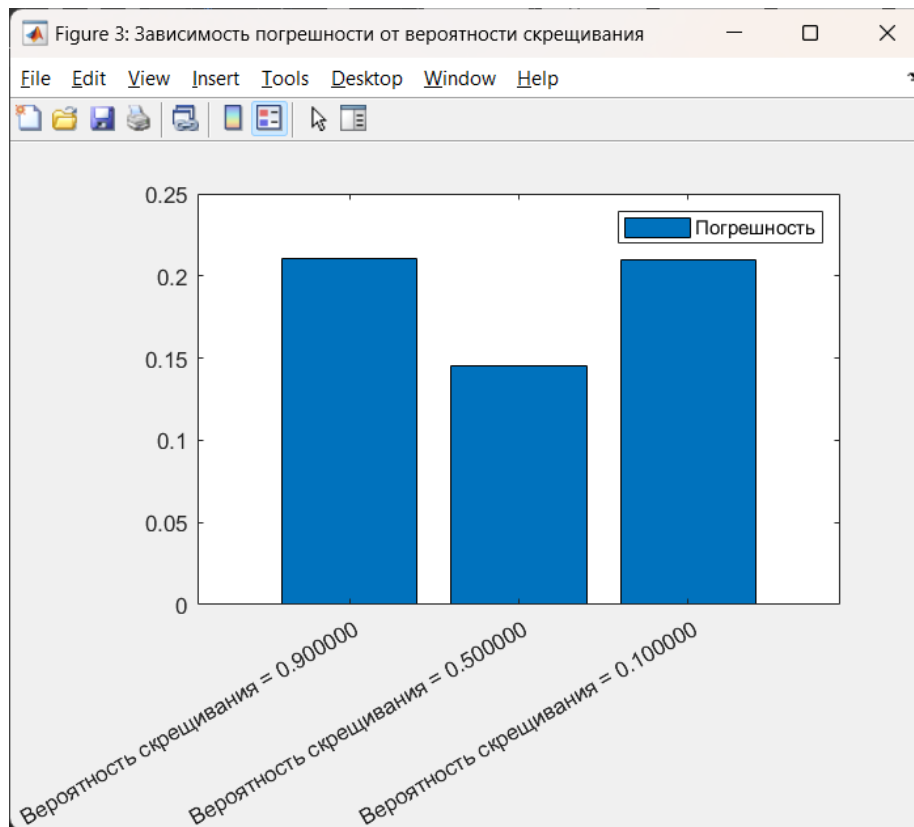 Figure 3: Зависимость погрешности от вероятности скрещивания
File Edit View Insert Tools Desktop Window Help
0.25
Погрешность
0.2
0.15
0.1
0.05
0
Вероятность скрещивания = 0.900000
Вероятность скрещивания = 0.500000
Вероятность скрещивания = 0.100000